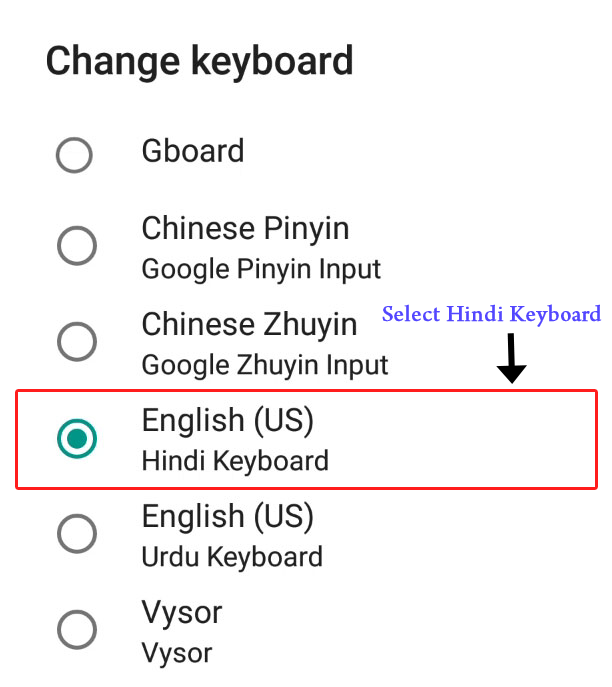 Change keyboard
Gboard
Chinese Pinyin
Google Pinyin Input
Chinese Zhuyin
Select Hindi Keyboard
Google Zhuyin Input
English (US)
Hindi Keyboard
English (US)
Urdu Keyboard
Vysor
Vysor